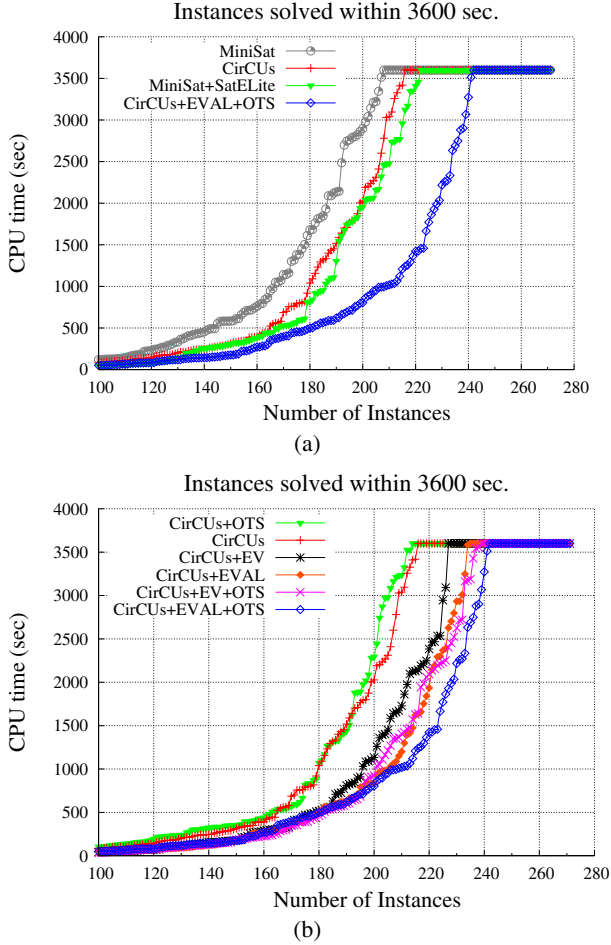 Instances solved within 3600 sec.
4000
3500
3000
2500
2000
1500
1000
500
0
CPU time (sec)
MiniSat
CirCUs
MiniSat+SatELite
CirCUs+EVAL+OTS
100 120 140 160 180 200 220 240 260 280
Number of Instances
(a)
Instances solved within 3600 sec.
4000
3500
3000
2500
2000
1500
1000
500
0
CPU time (sec)
CirCUs+OTS
CirCUs
CirCUs+EV
CirCUs+EVAL
CirCUs+EV+OTS
CirCUs+EVAL+OTS
100 120 140 160 180 200 220 240 260 280
Number of Instances
(b)